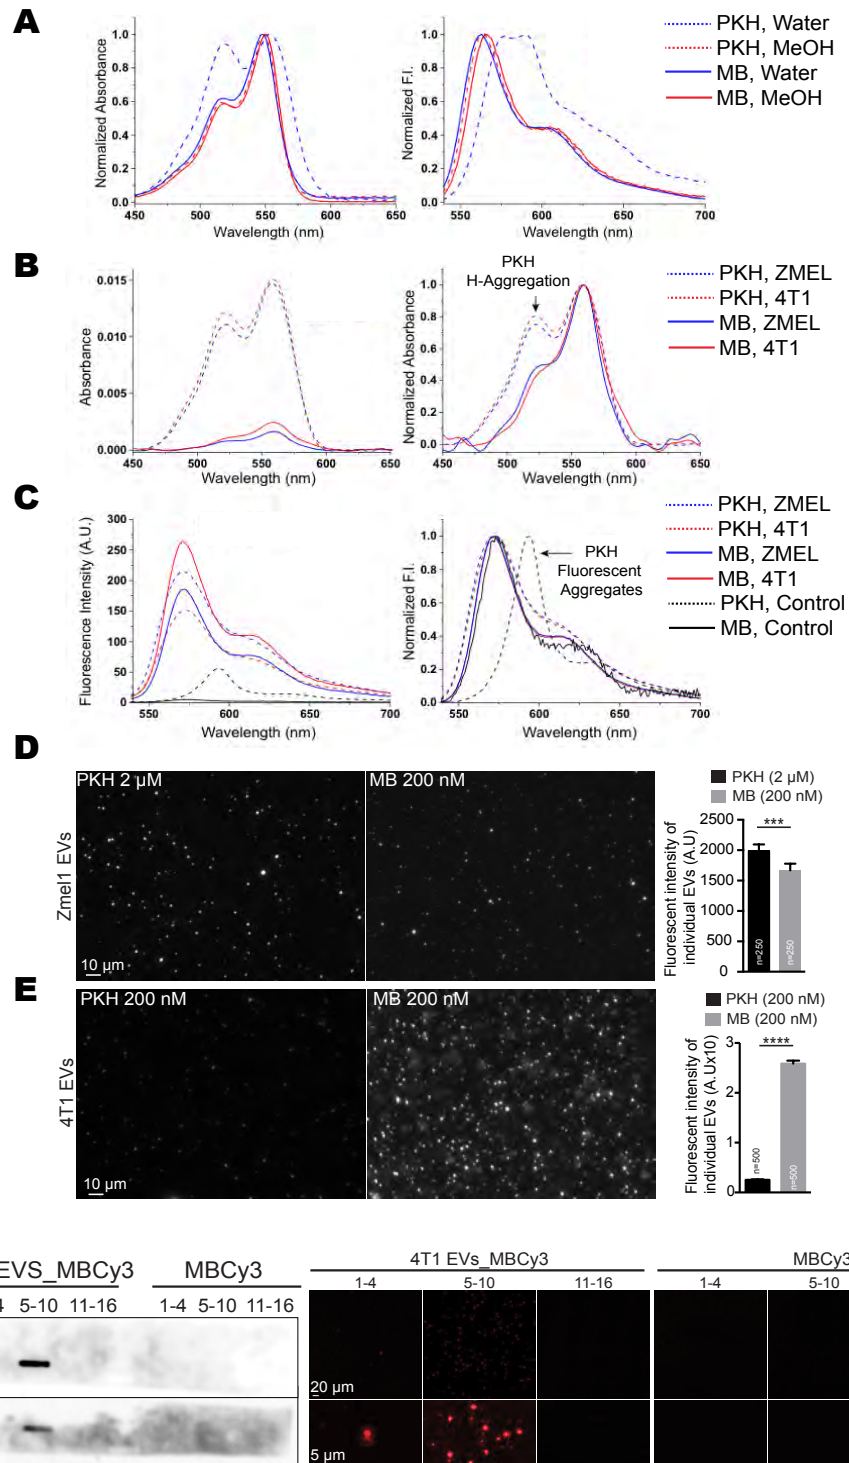 A
Normalized Absorbance
1.0
0.8
0.6
0.4
0.2
0.0
450 500 550 600 650
Wavelength (nm)
Normalized F.I.
1.0
0.8
0.6
0.4
0.2
0.0
550 600 650 700
Wavelength (nm)
PKH, Water
PKH, MeOH
MB, Water
MB, MeOH
B
Absorbance
0.015
0.010
0.005
0.000
450 500 550 600 650
Wavelength (nm)
PKH
H-Aggregation
Normalized Absorbance
1.0
0.8
0.6
0.4
0.2
0.0
450 500 550 600 650
Wavelength (nm)
PKH, ZMEL
PKH, 4T1
MB, ZMEL
MB, 4T1
C
Fluorescence Intensity (A.U.)
300
250
200
150
100
50
0
550 600 650 700
Wavelength (nm)
Normalized F.I.
1.0
0.8
0.6
0.4
0.2
0.0
550 600 650 700
Wavelength (nm)
PKH
Fluorescent
Aggregates
PKH, ZMEL
PKH, 4T1
MB, ZMEL
MB, 4T1
PKH, Control
MB, Control
D
Zmel1 EVs
PKH 2 µM
10 µm
MB 200 nM
PKH (2 µM)
MB (200 nM)
Fluorescent intensity of
individual EVs (A.U)
2500
2000
1500
1000
500
0
***
n=250
n=250
E
4T1 EVs
PKH 200 nM
10 µm
MB 200 nM
PKH (200 nM)
MB (200 nM)
Fluorescent intensity of
individual EVs (A.Ux10)
3
2
1
0
****
n=500
n=500
EVS_MBCy3 MBCy3
4 5-10 11-16 1-4 5-10 11-16
4T1 EVs_MBCy3 MBCy3
1-4 5-10 11-16 1-4 5-10
20 µm
5 µm